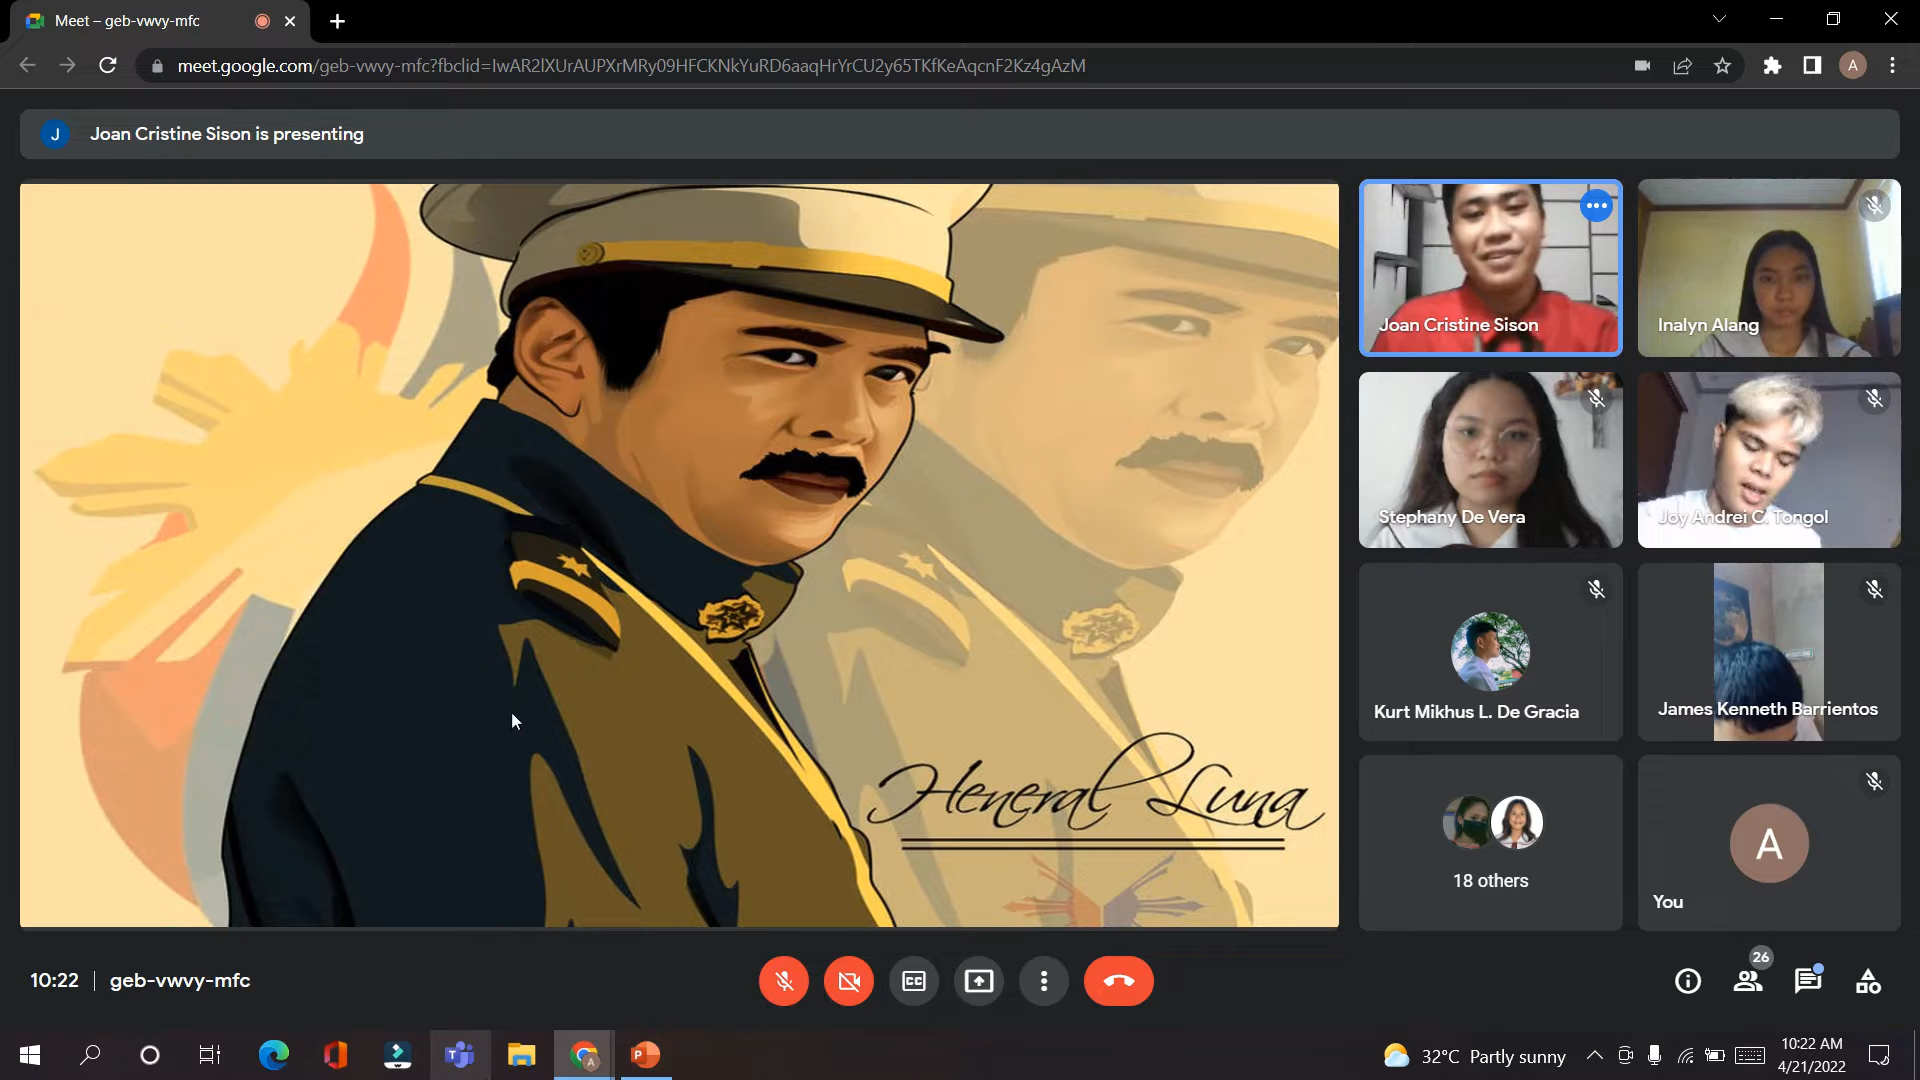 Meet – geb-vwvy-mfc
meet.google.com/geb-vwvy-mfc?fbclid=IwAR2lXUrAUPXrMRy09HFCKNkYuRD6aaqHrYrCU2y65TKfKeAqcnF2Kz4gAzM
A
J
Joan Cristine Sison is presenting
Heneral Luna
Joan Cristine Sison
Inalyn Alang
Stephany De Vera
Joy Andrei C. Tongol
Kurt Mikhus L. De Gracia
James Kenneth Barrientos
18 others
A
You
10:22
geb-vwvy-mfc
CC
26
32°C Partly sunny
10:22 AM
4/21/2022